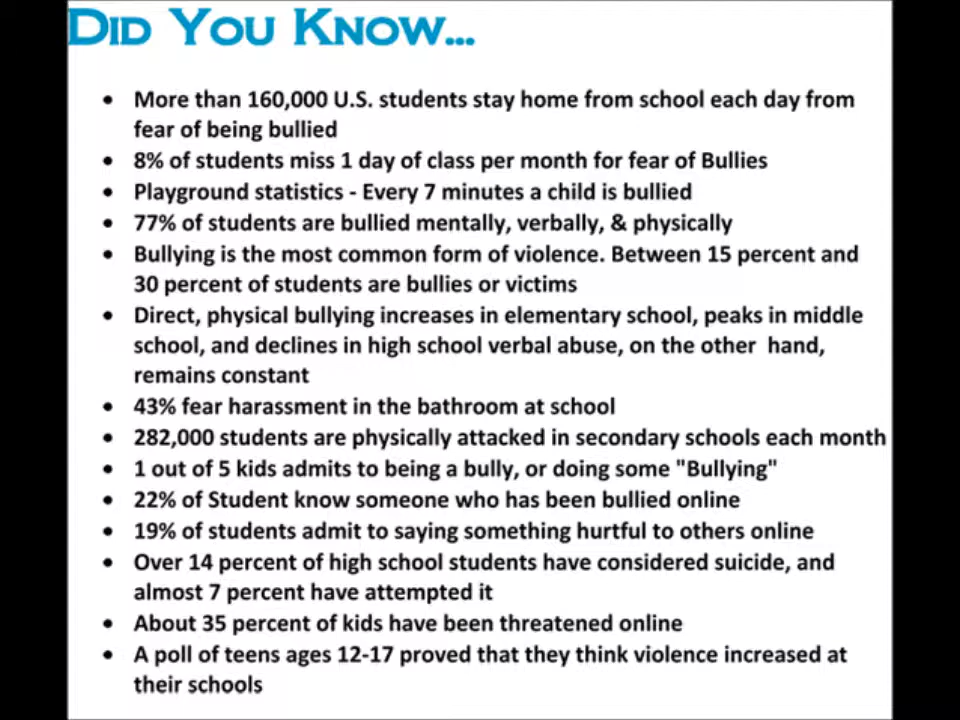 Did You Know...
• More than 160,000 U.S. students stay home from school each day from
fear of being bullied
• 8% of students miss 1 day of class per month for fear of Bullies
• Playground statistics - Every 7 minutes a child is bullied
• 77% of students are bullied mentally, verbally, & physically
• Bullying is the most common form of violence. Between 15 percent and
30 percent of students are bullies or victims
• Direct, physical bullying increases in elementary school, peaks in middle
school, and declines in high school verbal abuse, on the other hand,
remains constant
• 43% fear harassment in the bathroom at school
• 282,000 students are physically attacked in secondary schools each month
• 1 out of 5 kids admits to being a bully, or doing some "Bullying"
• 22% of Student know someone who has been bullied online
• 19% of students admit to saying something hurtful to others online
• Over 14 percent of high school students have considered suicide, and
almost 7 percent have attempted it
• About 35 percent of kids have been threatened online
• A poll of teens ages 12-17 proved that they think violence increased at
their schools